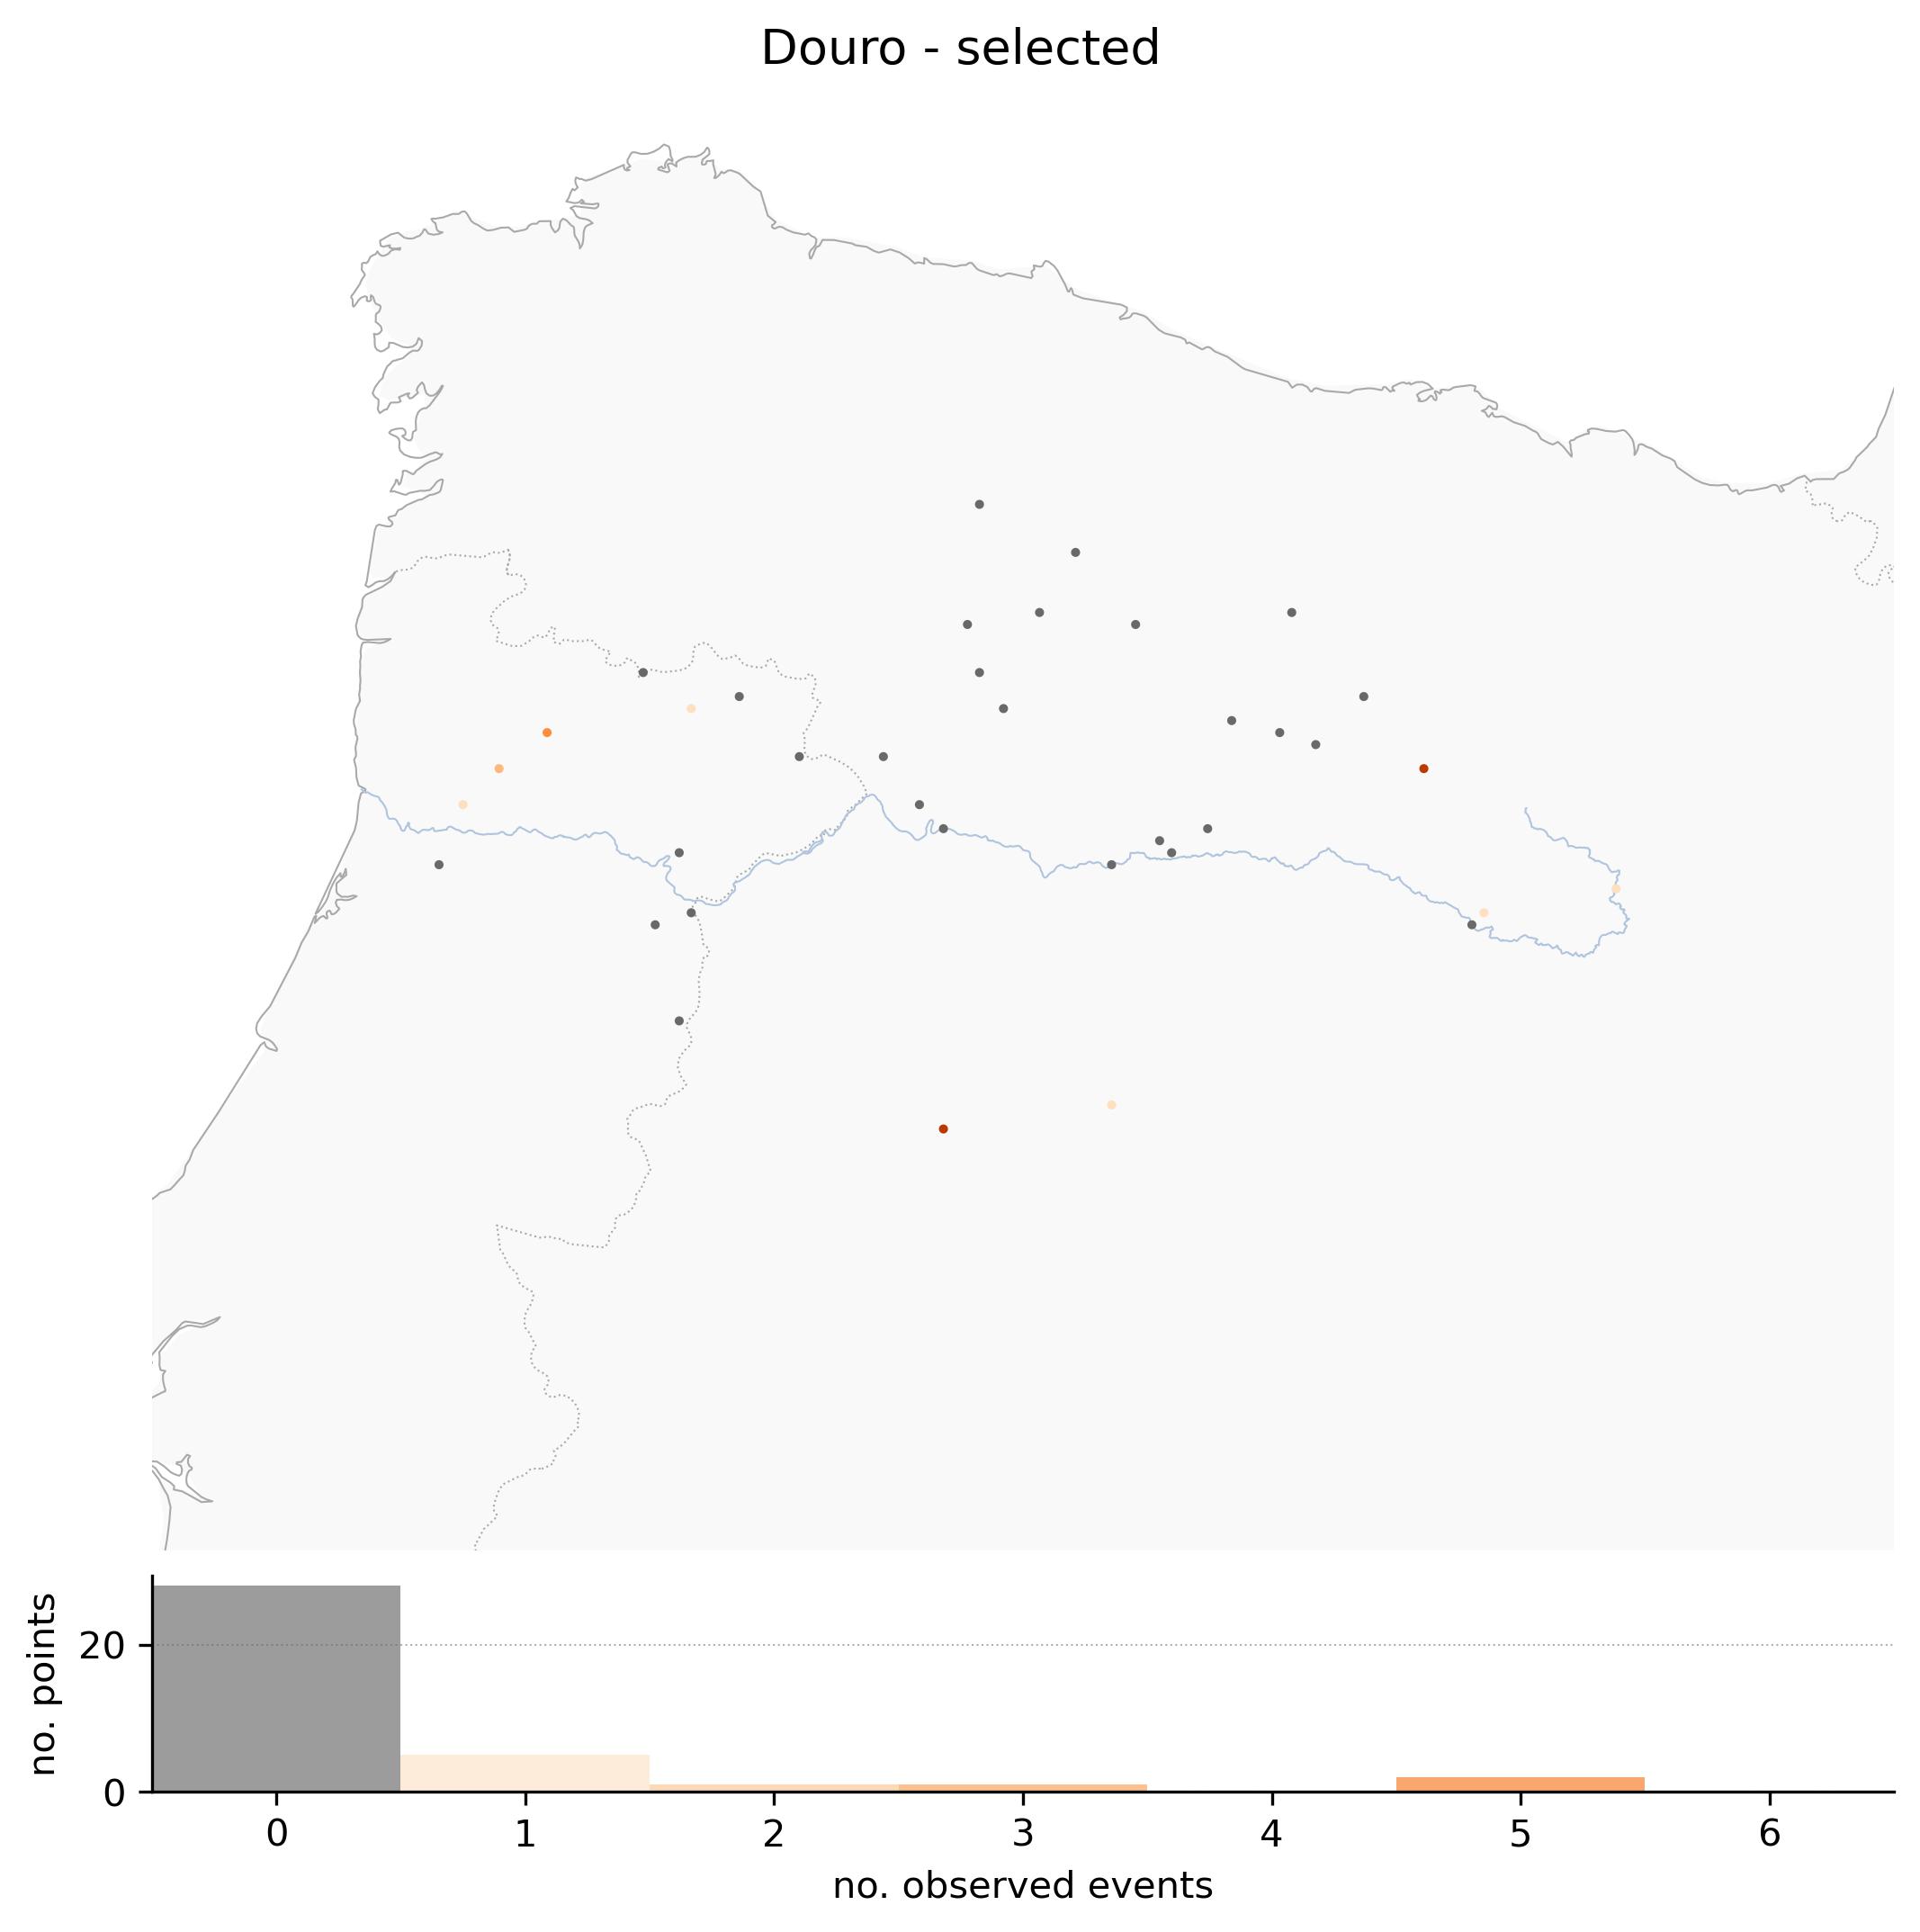 Douro - selected
no. points
20
0
0 1 2 3 4 5 6
no. observed events